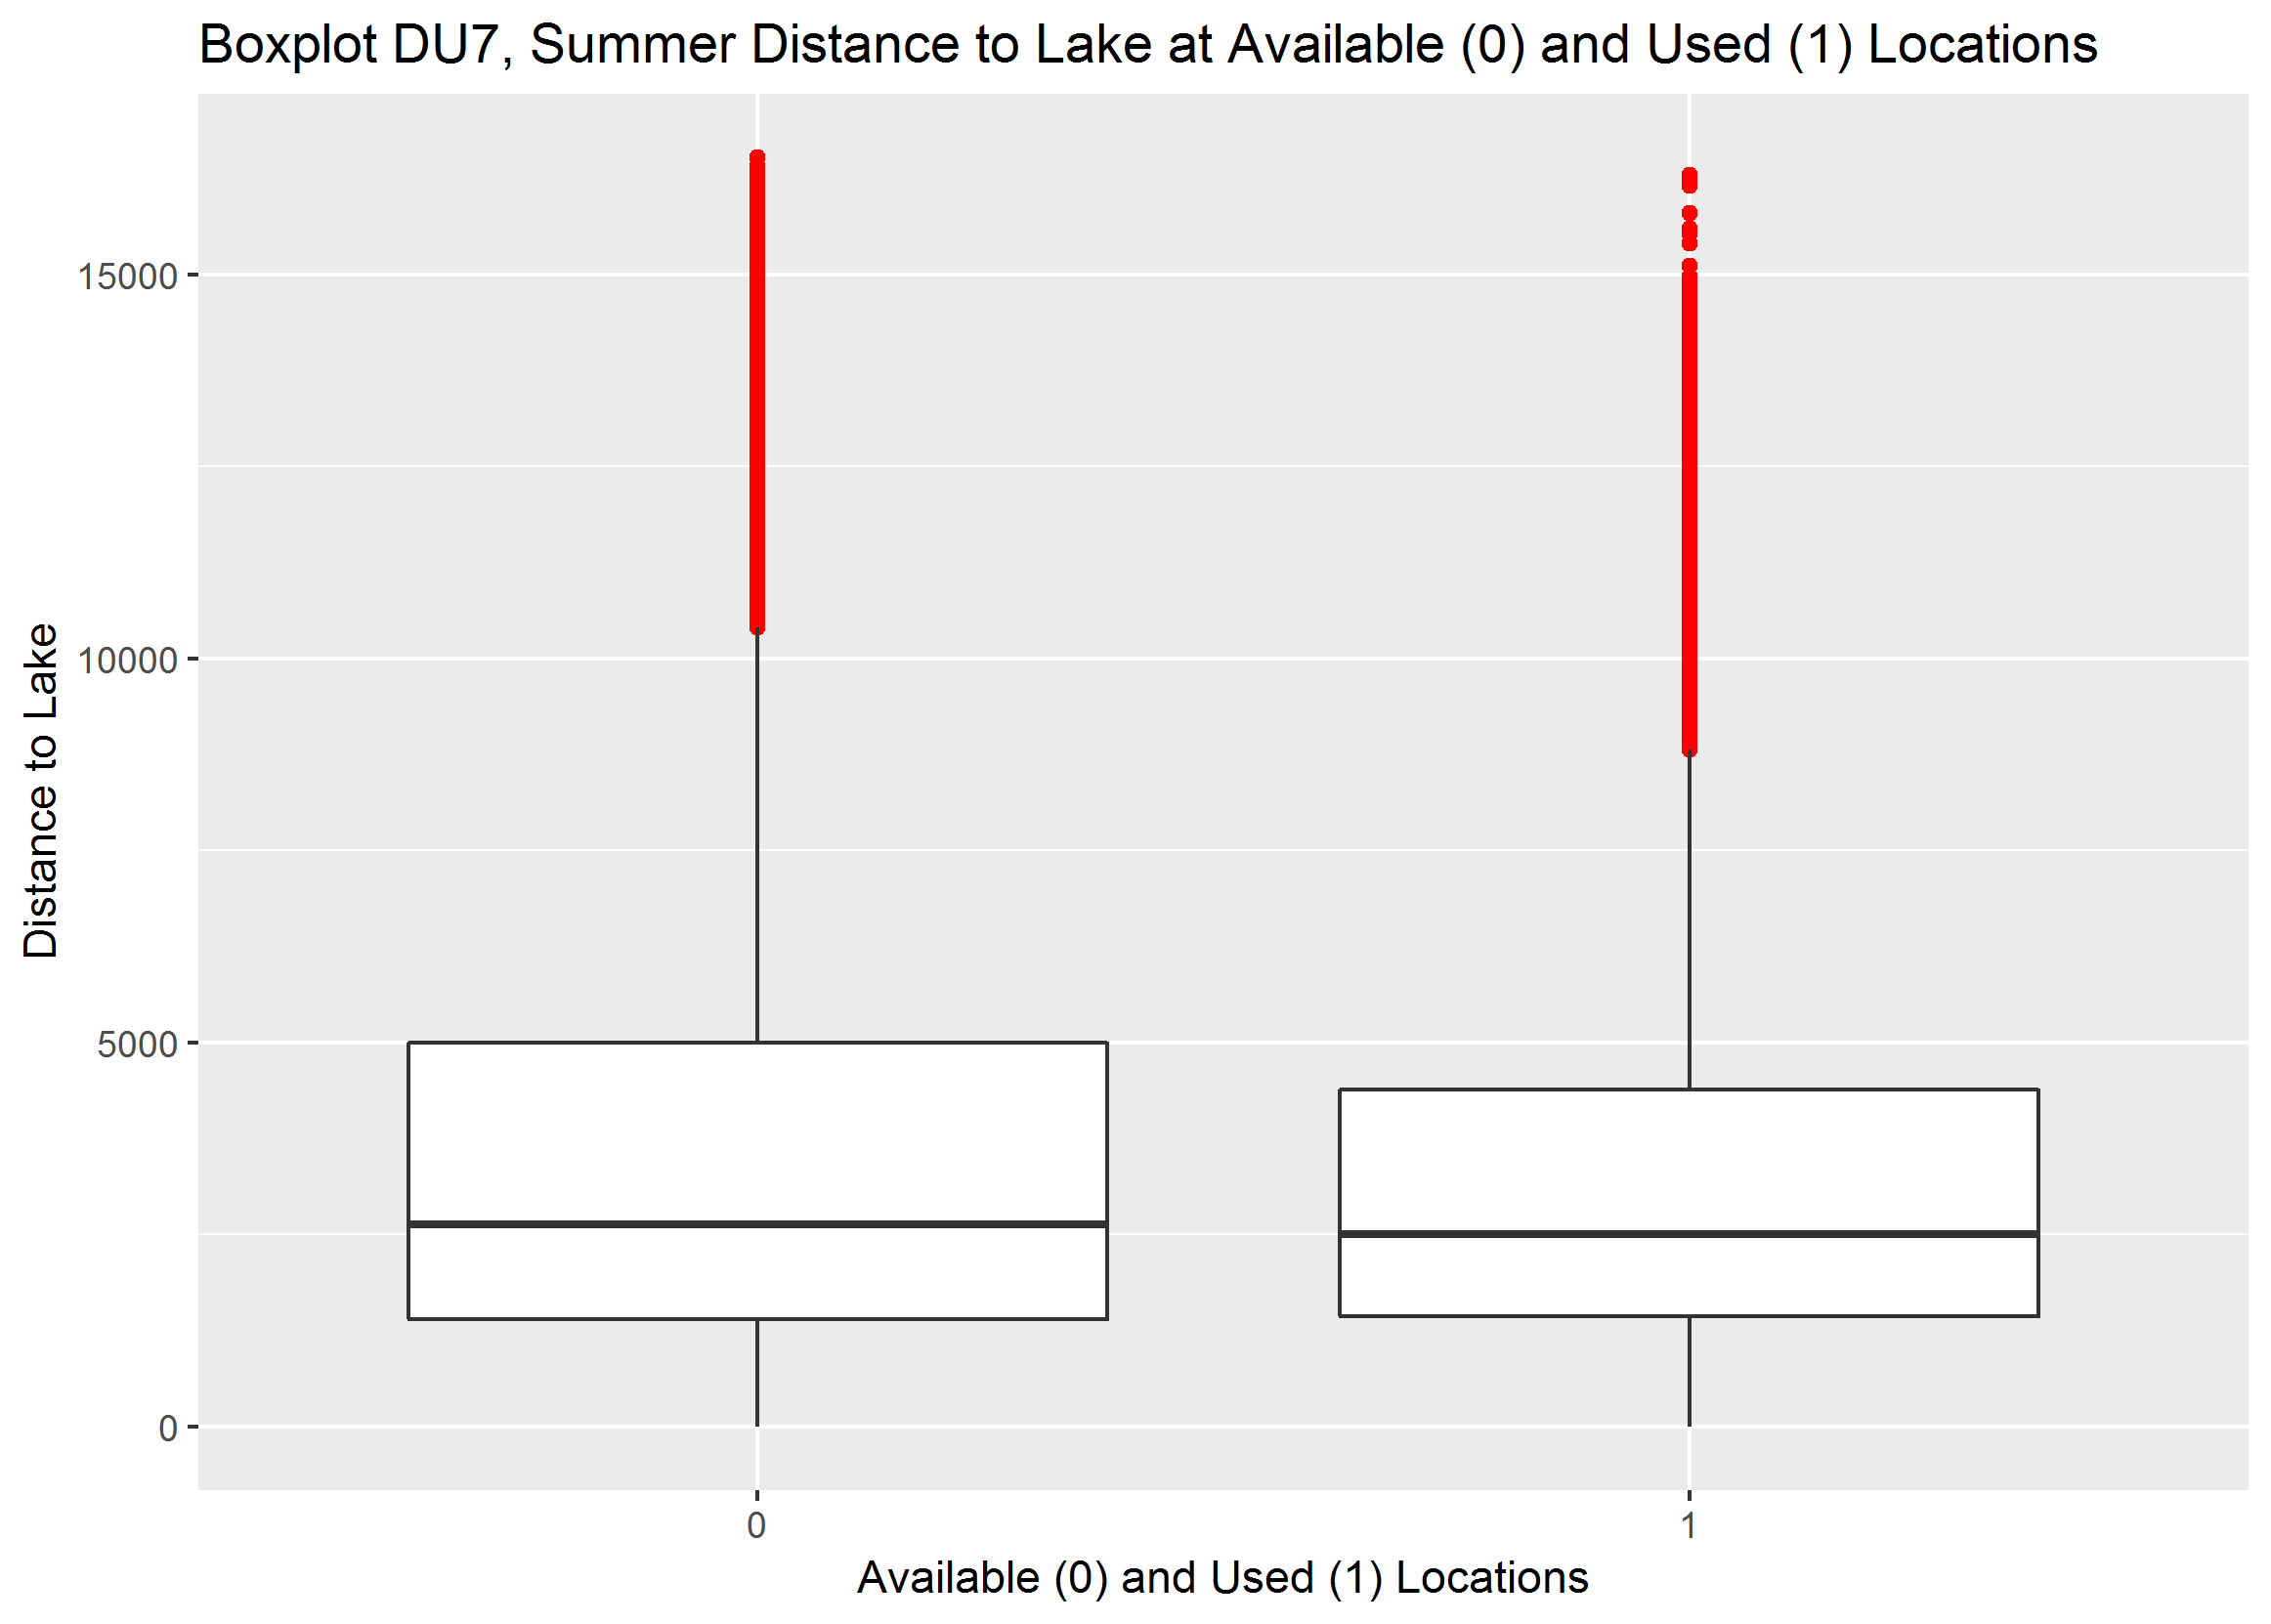 Boxplot DU7, Summer Distance to Lake at Available (0) and Used (1) Locations
Distance to Lake
15000
10000
5000
0
0
1
Available (0) and Used (1) Locations